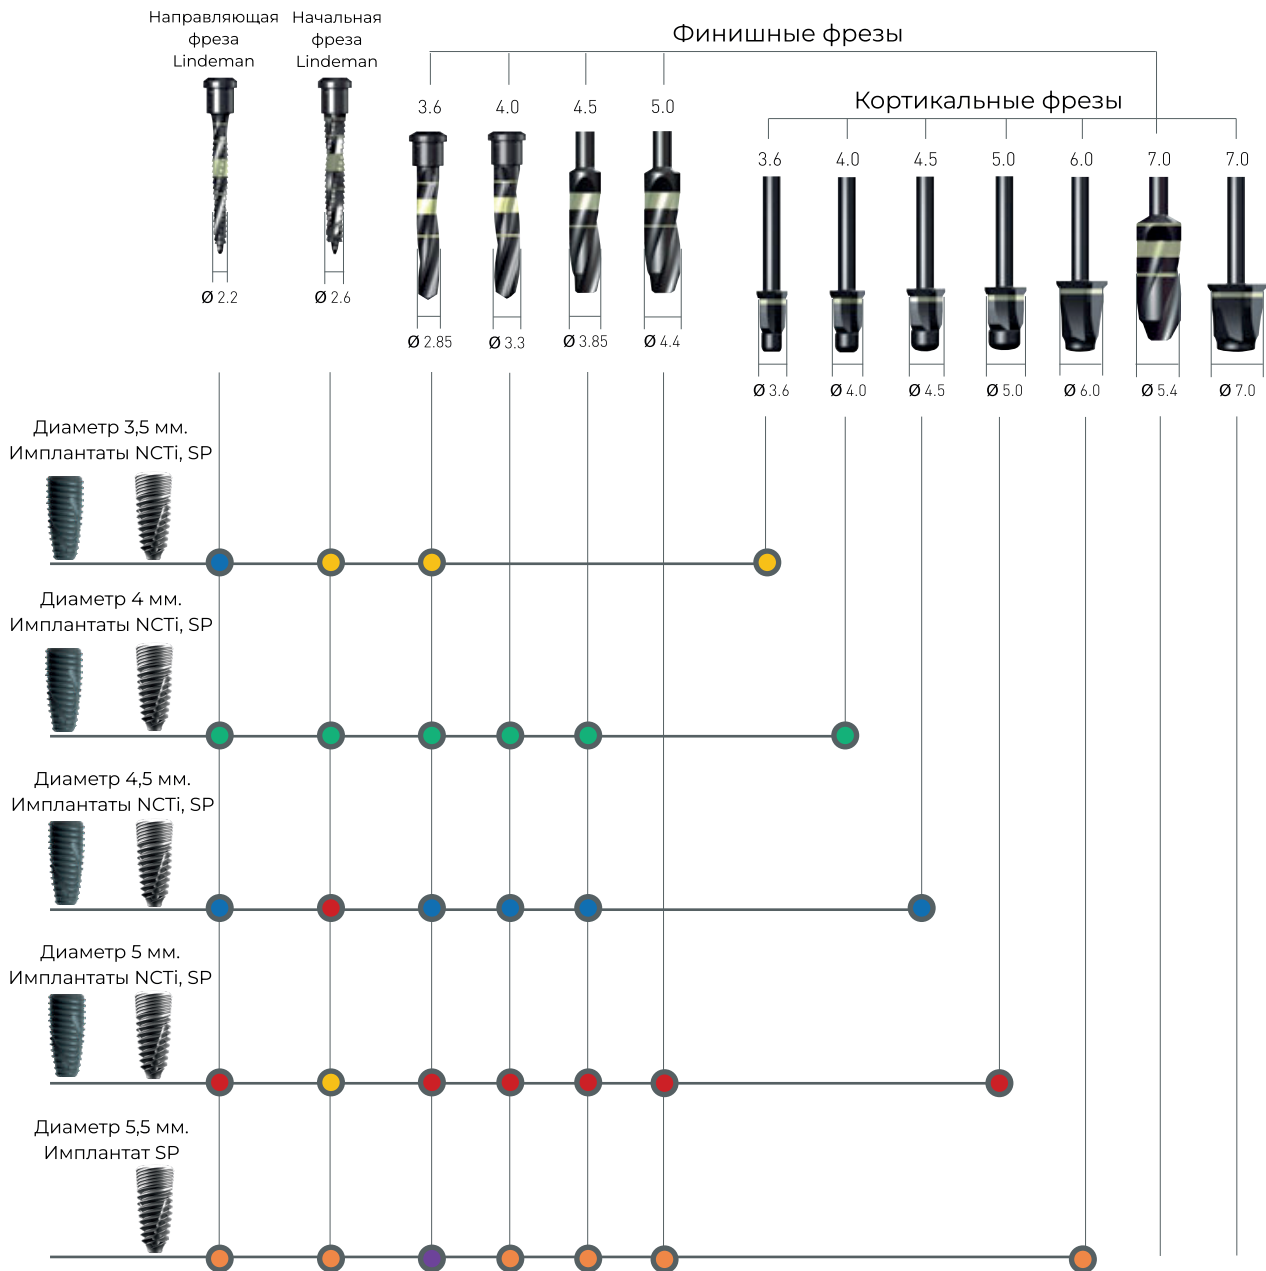 Направляющая
фреза
Lindeman
Начальная
фреза
Lindeman
Финишные фрезы
3.6
4.0
4.5
5.0
Кортикальные фрезы
3.6
4.0
4.5
5.0
6.0
7.0
7.0
Ø 2.2
Ø 2.6
Ø 2.85
Ø 3.3
Ø 3.85
Ø 4.4
Ø 3.6
Ø 4.0
Ø 4.5
Ø 5.0
Ø 6.0
Ø 5.4
Ø 7.0
Диаметр 3,5 мм.
Имплантаты NCTi, SP
Диаметр 4 мм.
Имплантаты NCTi, SP
Диаметр 4,5 мм.
Имплантаты NCTi, SP
Диаметр 5 мм.
Имплантаты NCTi, SP
Диаметр 5,5 мм.
Имплантат SP